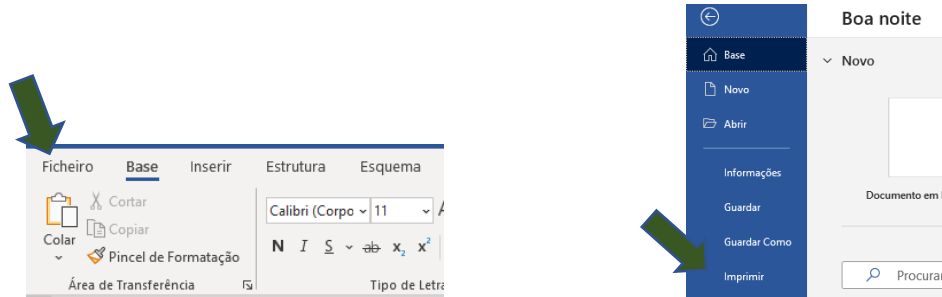 Ficheiro Base Inserir Estrutura Esquema
Cortar
Copiar
Colar
Pincel de Formatação
Calibri (Corpo 11
N I S ab x₂ x²
Área de Transferência
Tipo de Letra
Boa noite
Base
Novo
Abrir
Informações
Guardar
Guardar Como
Imprimir
Novo
Documento em
Procurar